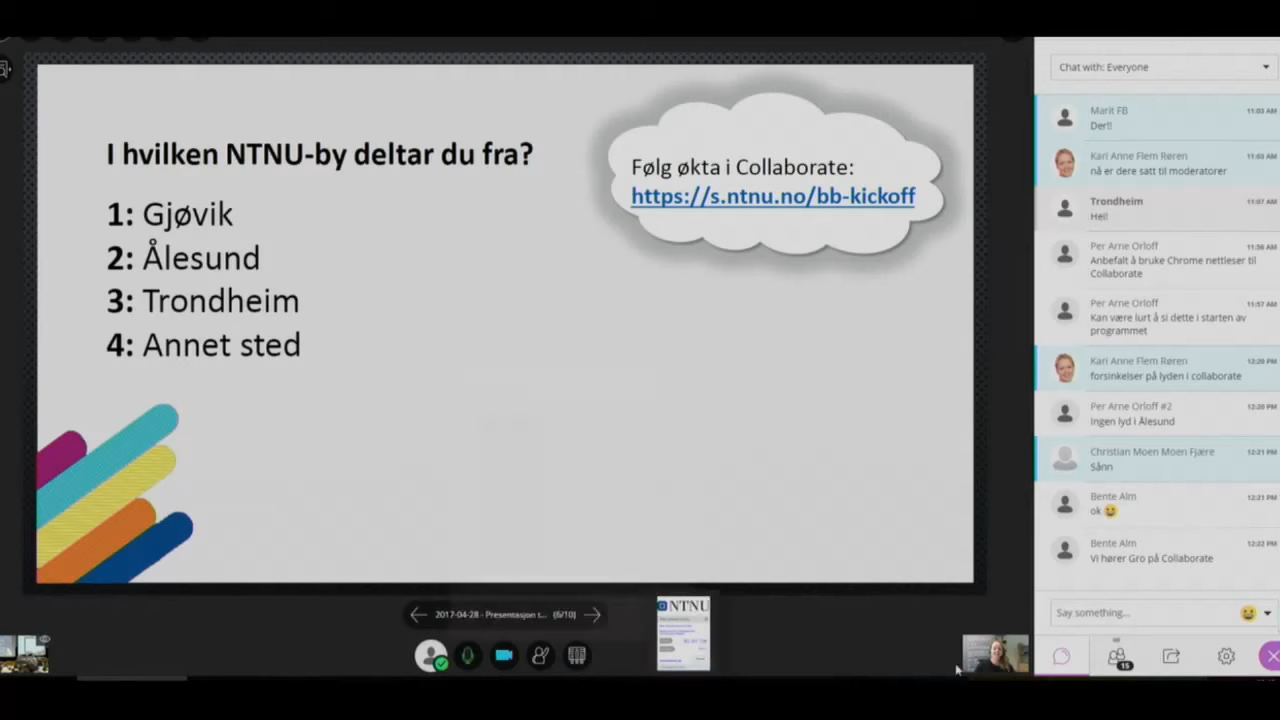 I hvilken NTNU-by deltar du fra?
1: Gjøvik
2: Ålesund
3: Trondheim
4: Annet sted
Følg økta i Collaborate:
https://s.ntnu.no/bb-kickoff
2017-04-28 - Presentasjon t... (6/10)
NTNU
Chat with: Everyone
Marit FB 11:03 AM
Der!!
Kari Anne Flem Røren 11:03 AM
nå er dere satt til moderatorer
Trondheim 11:07 AM
Hei!
Per Arne Orloff 11:56 AM
Anbefalt å bruke Chrome nettleser til
Collaborate
Per Arne Orloff 11:57 AM
Kan være lurt å si dette i starten av
programmet
Kari Anne Flem Røren 12:20 PM
forsinkelser på lyden i collaborate
Per Arne Orloff #2 12:20 PM
Ingen lyd i Ålesund
Christian Moen Moen Fjære 12:21 PM
Sånn
Bente Alm 12:21 PM
ok 😀
Bente Alm 12:22 PM
Vi hører Gro på Collaborate
Say something...
15